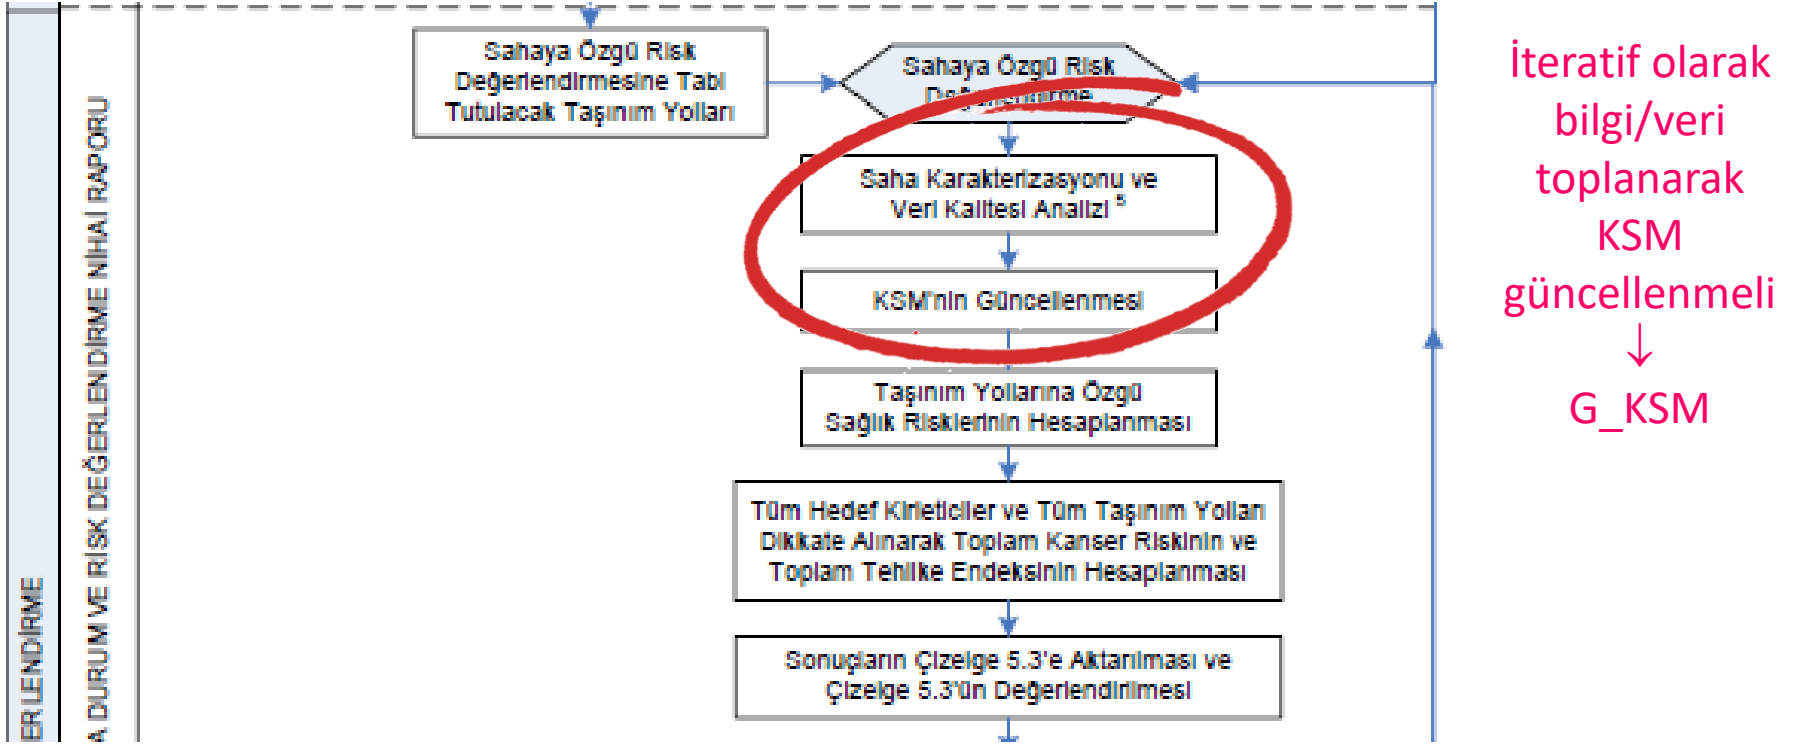 Sahaya Özgü Risk
Değerlendirmesine Tabi
Tutulacak Taşınım Yolları
Sahaya Özgü Risk
Değerlendirme
Saha Karakterizasyonu ve
Veri Kalitesi Analizi 5
KSM'nin Güncellenmesi
Taşınım Yollarına Özgü
Sağlık Risklerinin Hesaplanması
Tüm Hedef Kirleticiler ve Tüm Taşınım Yolları
Dikkate Alınarak Toplam Kanser Riskinin ve
Toplam Tehlike Endeksinin Hesaplanması
Sonuçların Çizelge 5.3'e Aktarılması ve
Çizelge 5.3'ün Değerlendirilmesi
İteratif olarak
bilgi/veri
toplanarak
KSM
güncellenmeli
↓
G_KSM
ERLENDİRME
A DURUM VE RİSK DEĞERLENDİRME NİHAİ RAPORU